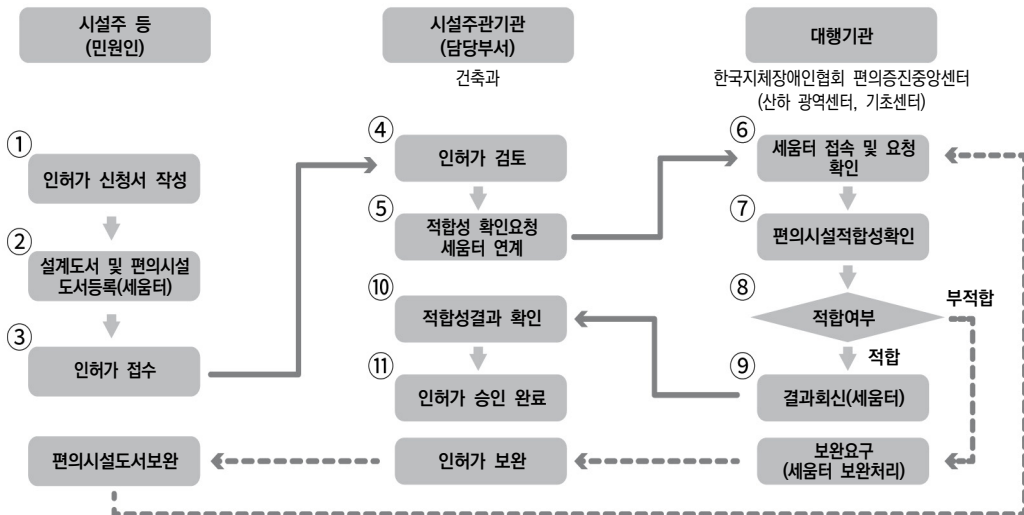 시설주 등
(민원인)
시설주관기관
(담당부서)
대행기관
건축과
한국지체장애인협회 편의증진중앙센터
(산하 광역센터, 기초센터)
①
인허가 신청서 작성
②
설계도서 및 편의시설
도서등록(세움터)
③
인허가 접수
④
인허가 검토
⑤
적합성 확인요청
세움터 연계
⑥
세움터 접속 및 요청
확인
⑦
편의시설적합성확인
⑧
적합여부
부적합
적합
⑨
결과회신(세움터)
⑩
적합성결과 확인
⑪
인허가 승인 완료
보완요구
(세움터 보완처리)
인허가 보완
편의시설도서보완